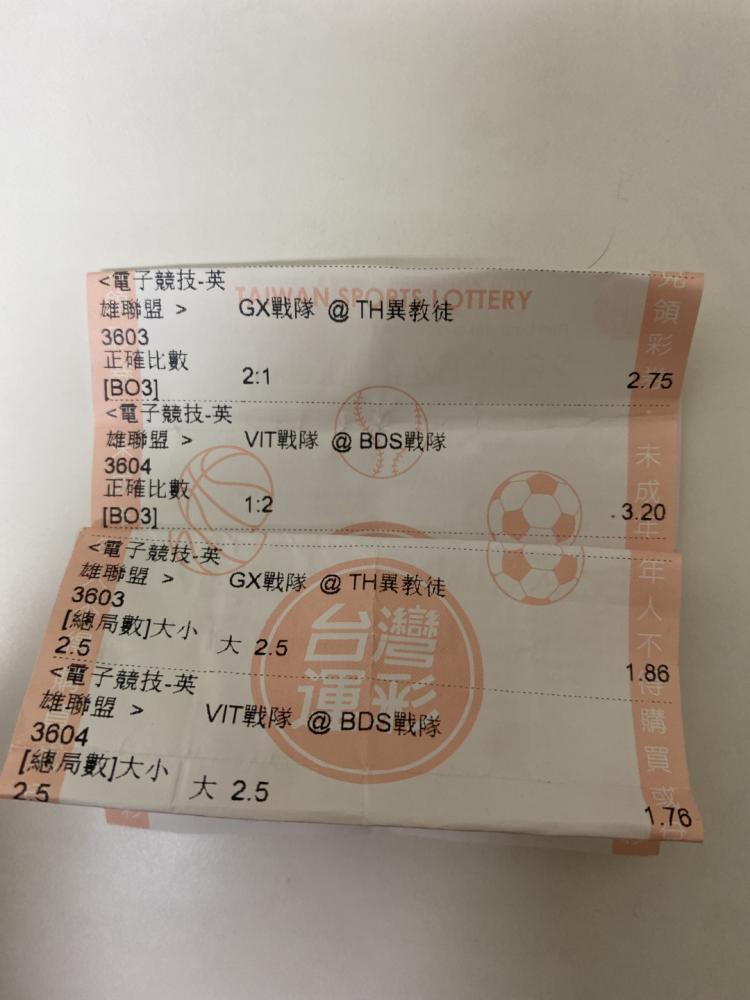 <電子競技-英
雄聯盟 > GX戰隊 @ TH異教徒
TAIWAN SPORTS LOTTERY
3603
正確比數
[BO3] 2:1 2.75
<電子競技-英
雄聯盟 > VIT戰隊 @ BDS戰隊
3604
正確比數
[BO3] 1:2 3.20
<電子競技-英
雄聯盟 > GX戰隊 @ TH異教徒
3603
[總局數]大小
2.5 大 2.5 1.86
<電子競技-英
雄聯盟 > VIT戰隊 @ BDS戰隊
3604
[總局數]大小
2.5 大 2.5 1.76
台灣
運彩
領彩
未成年
年人不得購買或